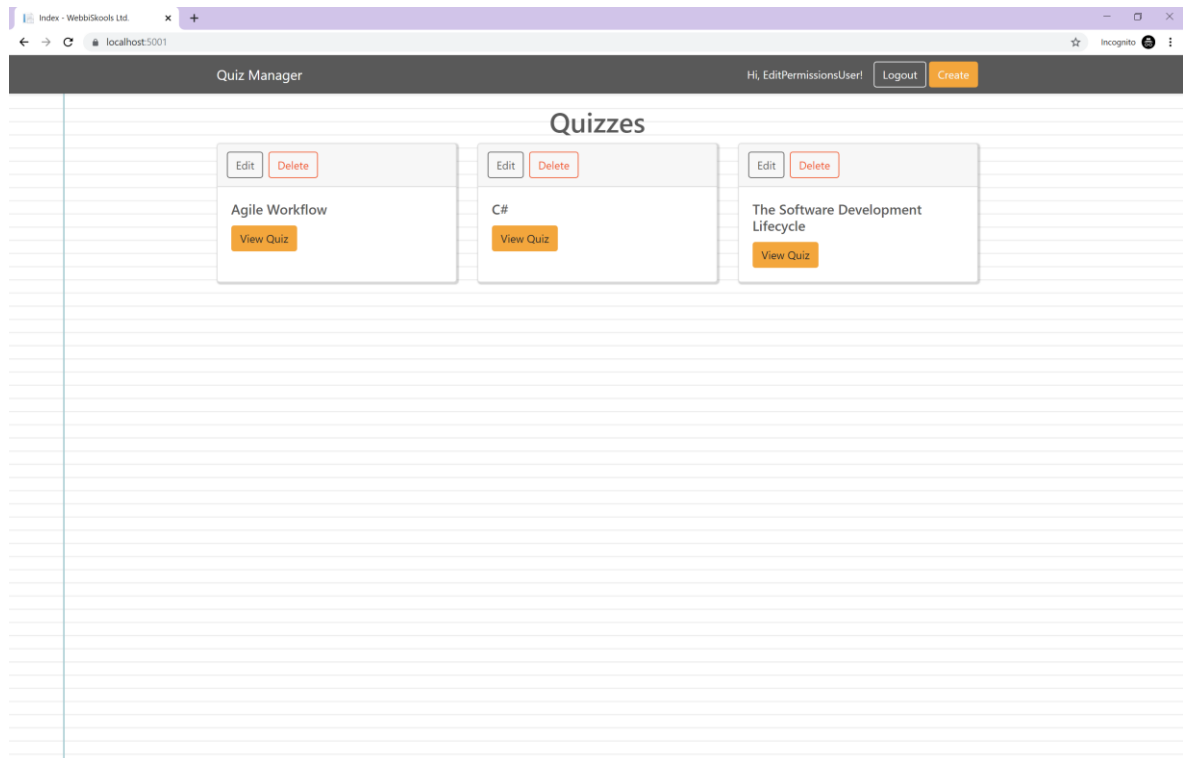 Index - WebbiSkools Ltd.
localhost:5001
Incognito
Quiz Manager
Hi, EditPermissionsUser!
Logout
Create
Quizzes
Edit
Delete
Agile Workflow
View Quiz
Edit
Delete
C#
View Quiz
Edit
Delete
The Software Development
Lifecycle
View Quiz